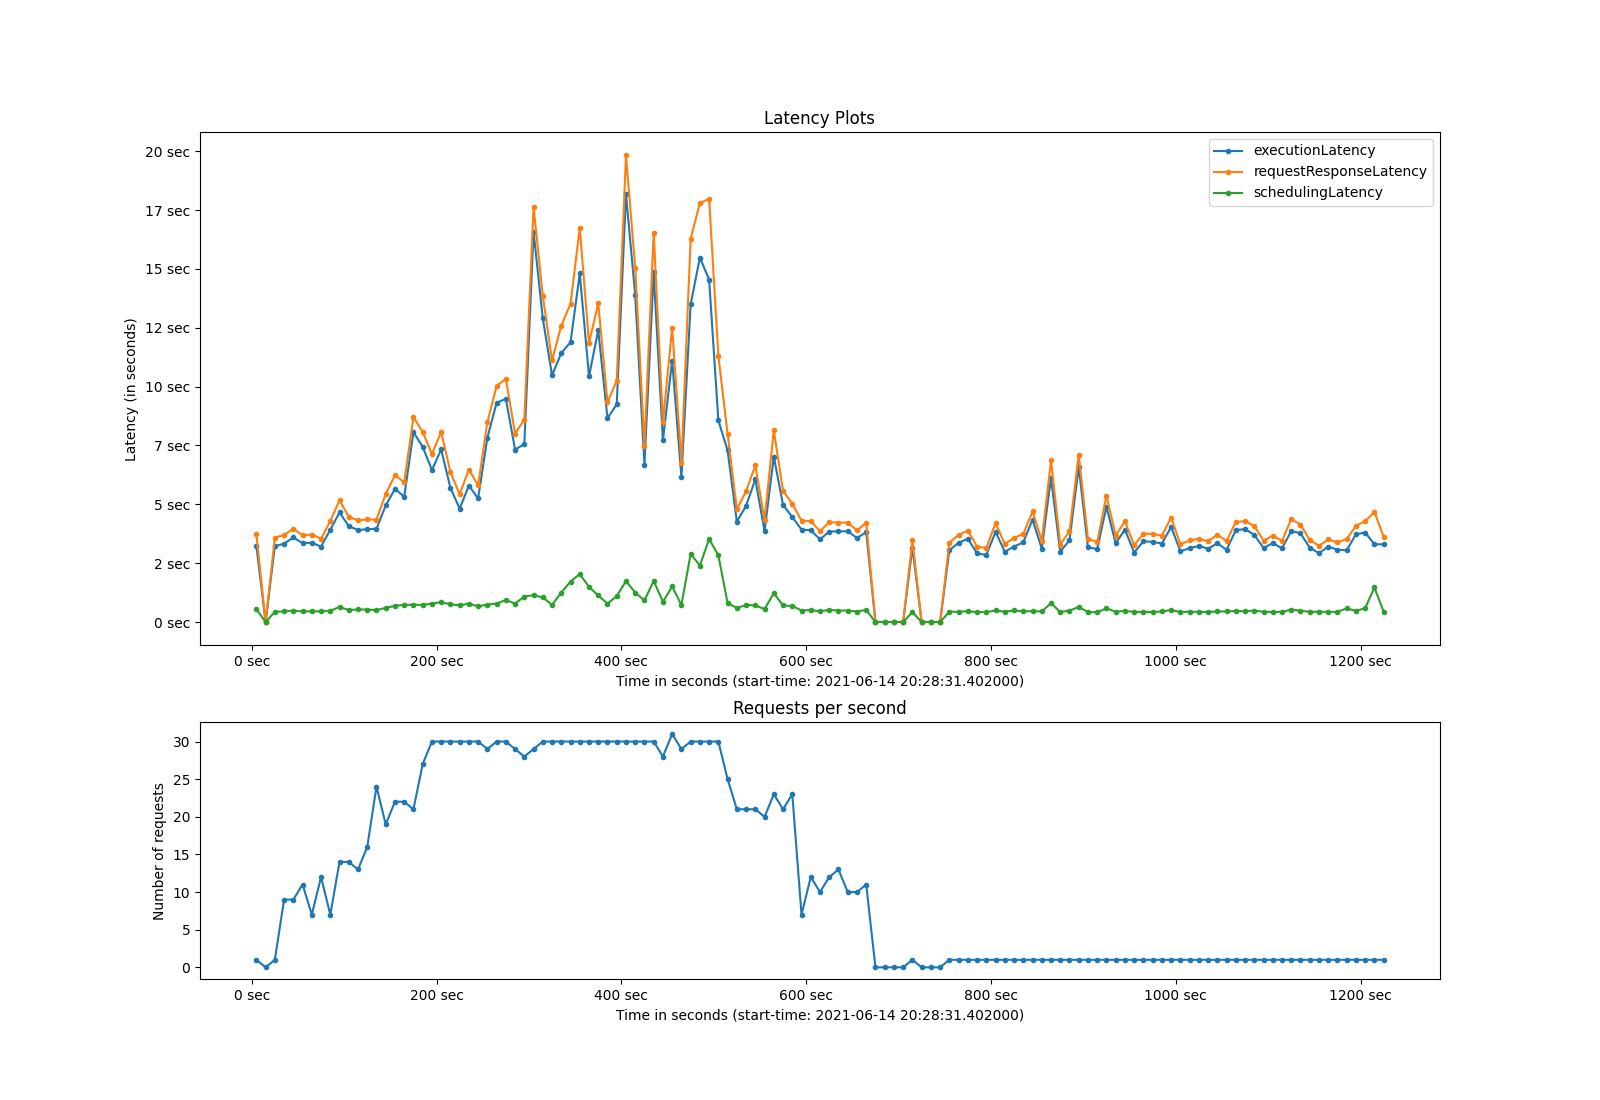 Latency Plots
20 sec
17 sec
15 sec
12 sec
10 sec
7 sec
5 sec
2 sec
0 sec
Latency (in seconds)
executionLatency
requestResponseLatency
schedulingLatency
0 sec 200 sec 400 sec 600 sec 800 sec 1000 sec 1200 sec
Time in seconds (start-time: 2021-06-14 20:28:31.402000)
Requests per second
30
25
20
15
10
5
0
Number of requests
0 sec 200 sec 400 sec 600 sec 800 sec 1000 sec 1200 sec
Time in seconds (start-time: 2021-06-14 20:28:31.402000)